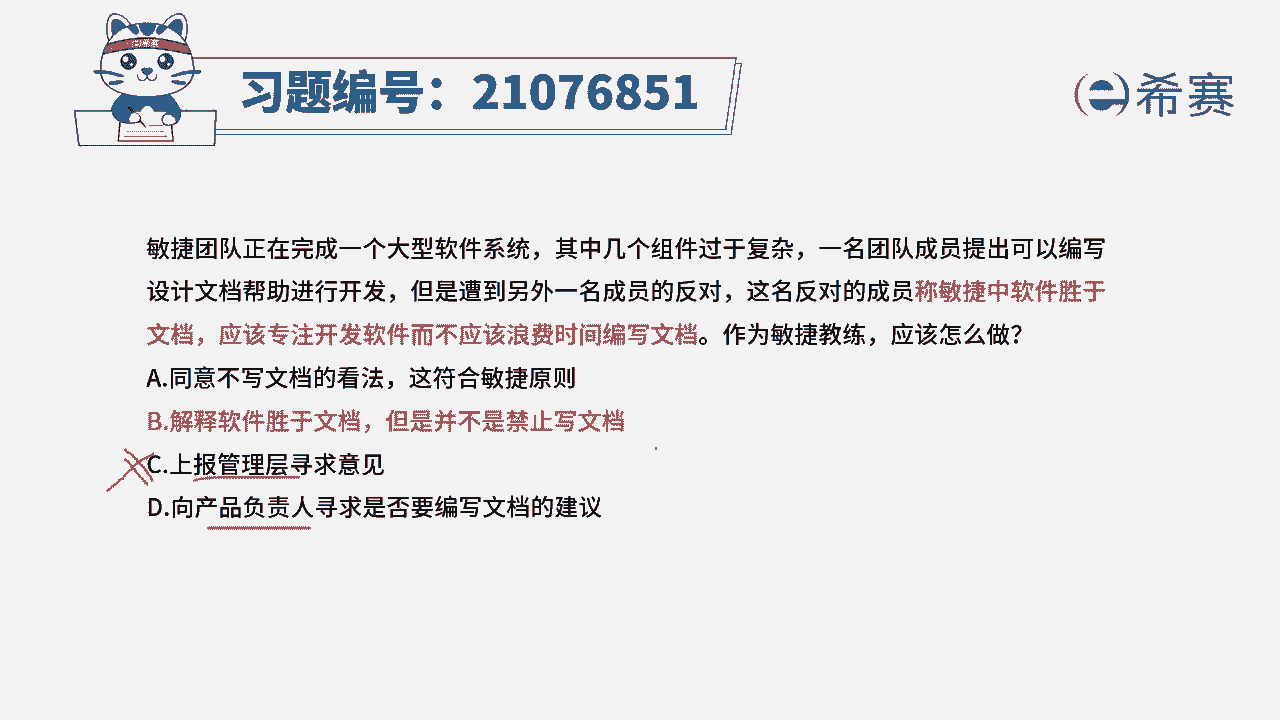 习题编号：21076851
希赛
敏捷团队正在完成一个大型软件系统，其中几个组件过于复杂，一名团队成员提出可以编写
设计文档帮助进行开发，但是遭到另外一名成员的反对，这名反对的成员称敏捷中软件胜于
文档，应该专注开发软件而不应该浪费时间编写文档。作为敏捷教练，应该怎么做？
A.同意不写文档的看法，这符合敏捷原则
B.解释软件胜于文档，但是并不是禁止写文档
C.上报管理层寻求意见
D.向产品负责人寻求是否要编写文档的建议